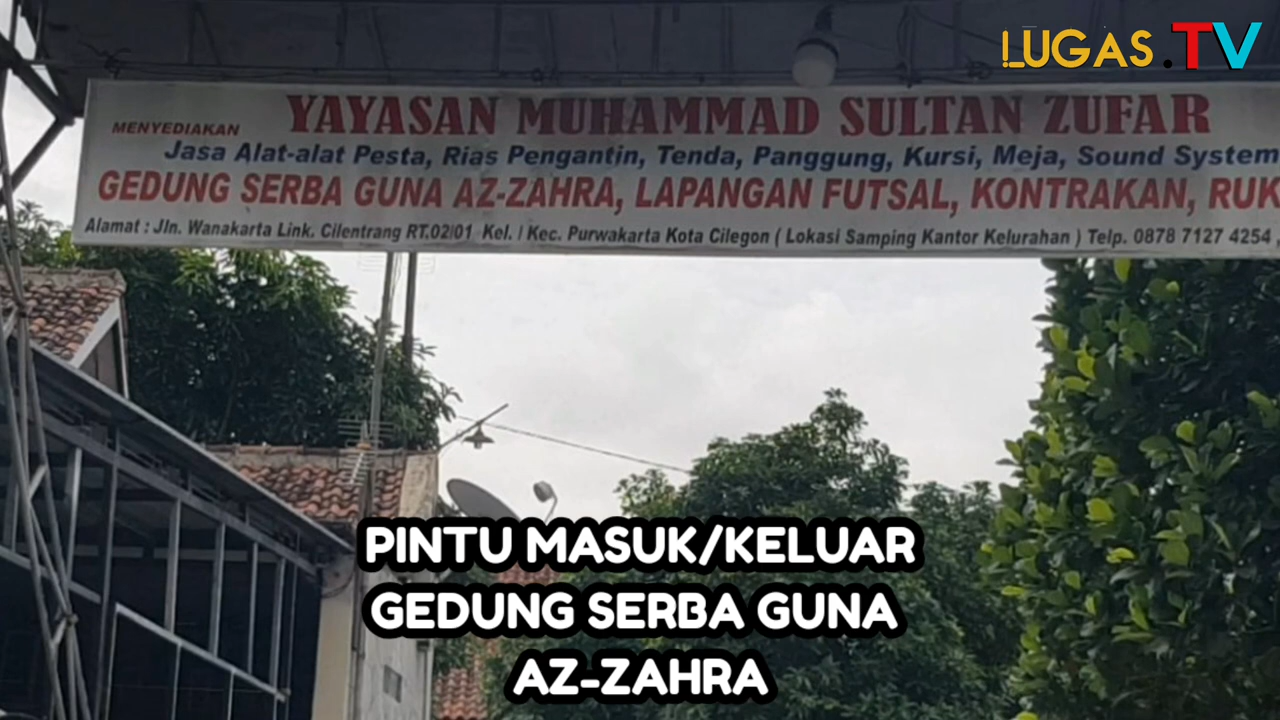 LUGAS.TV
YAYASAN MUHAMMAD SULTAN ZUFAR
MENYEDIAKAN
Jasa Alat-alat Pesta, Rias Pengantin, Tenda, Panggung, Kursi, Meja, Sound System
GEDUNG SERBA GUNA AZ-ZAHRA, LAPANGAN FUTSAL, KONTRAKAN, RUK
Alamat : Jln. Wanakarta Link. Cilentrang RT.02/01 Kel. / Kec. Purwakarta Kota Cilegon ( Lokasi Samping Kantor Kelurahan ) Telp. 0878 7127 4254
PINTU MASUK/KELUAR
GEDUNG SERBA GUNA
AZ-ZAHRA